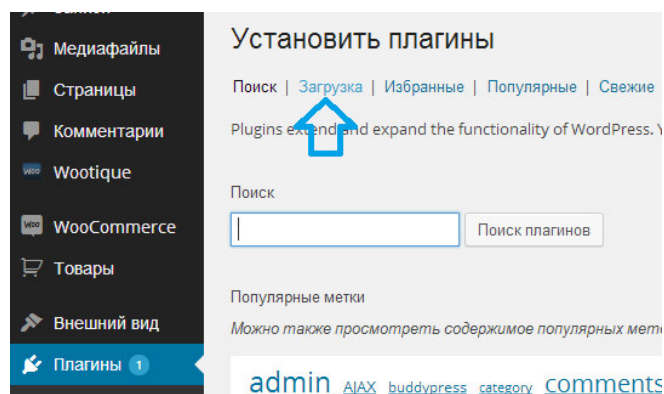 Медиафайлы
Страницы
Комментарии
Woo Wootique
Woo WooCommerce
Товары
Внешний вид
Плагины 1
Установить плагины
Поиск | Загрузка | Избранные | Популярные | Свежие
Plugins extend and expand the functionality of WordPress.
Поиск
Поиск плагинов
Популярные метки
Можно также просмотреть содержимое популярных
admin AJAX buddypress category comments